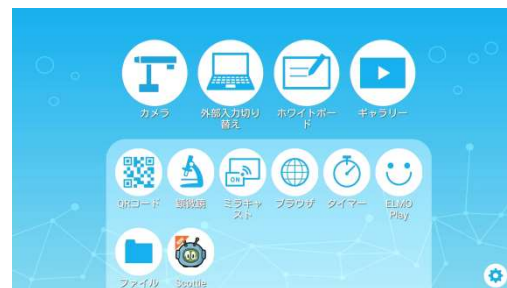 カメラ
外部入力切り
替え
ホワイトボー
ド
ギャラリー
QRコード
顕微鏡
ON
ミラキャ
スト
ブラウザ
タイマー
ELMO
Play
ファイル
Scottie